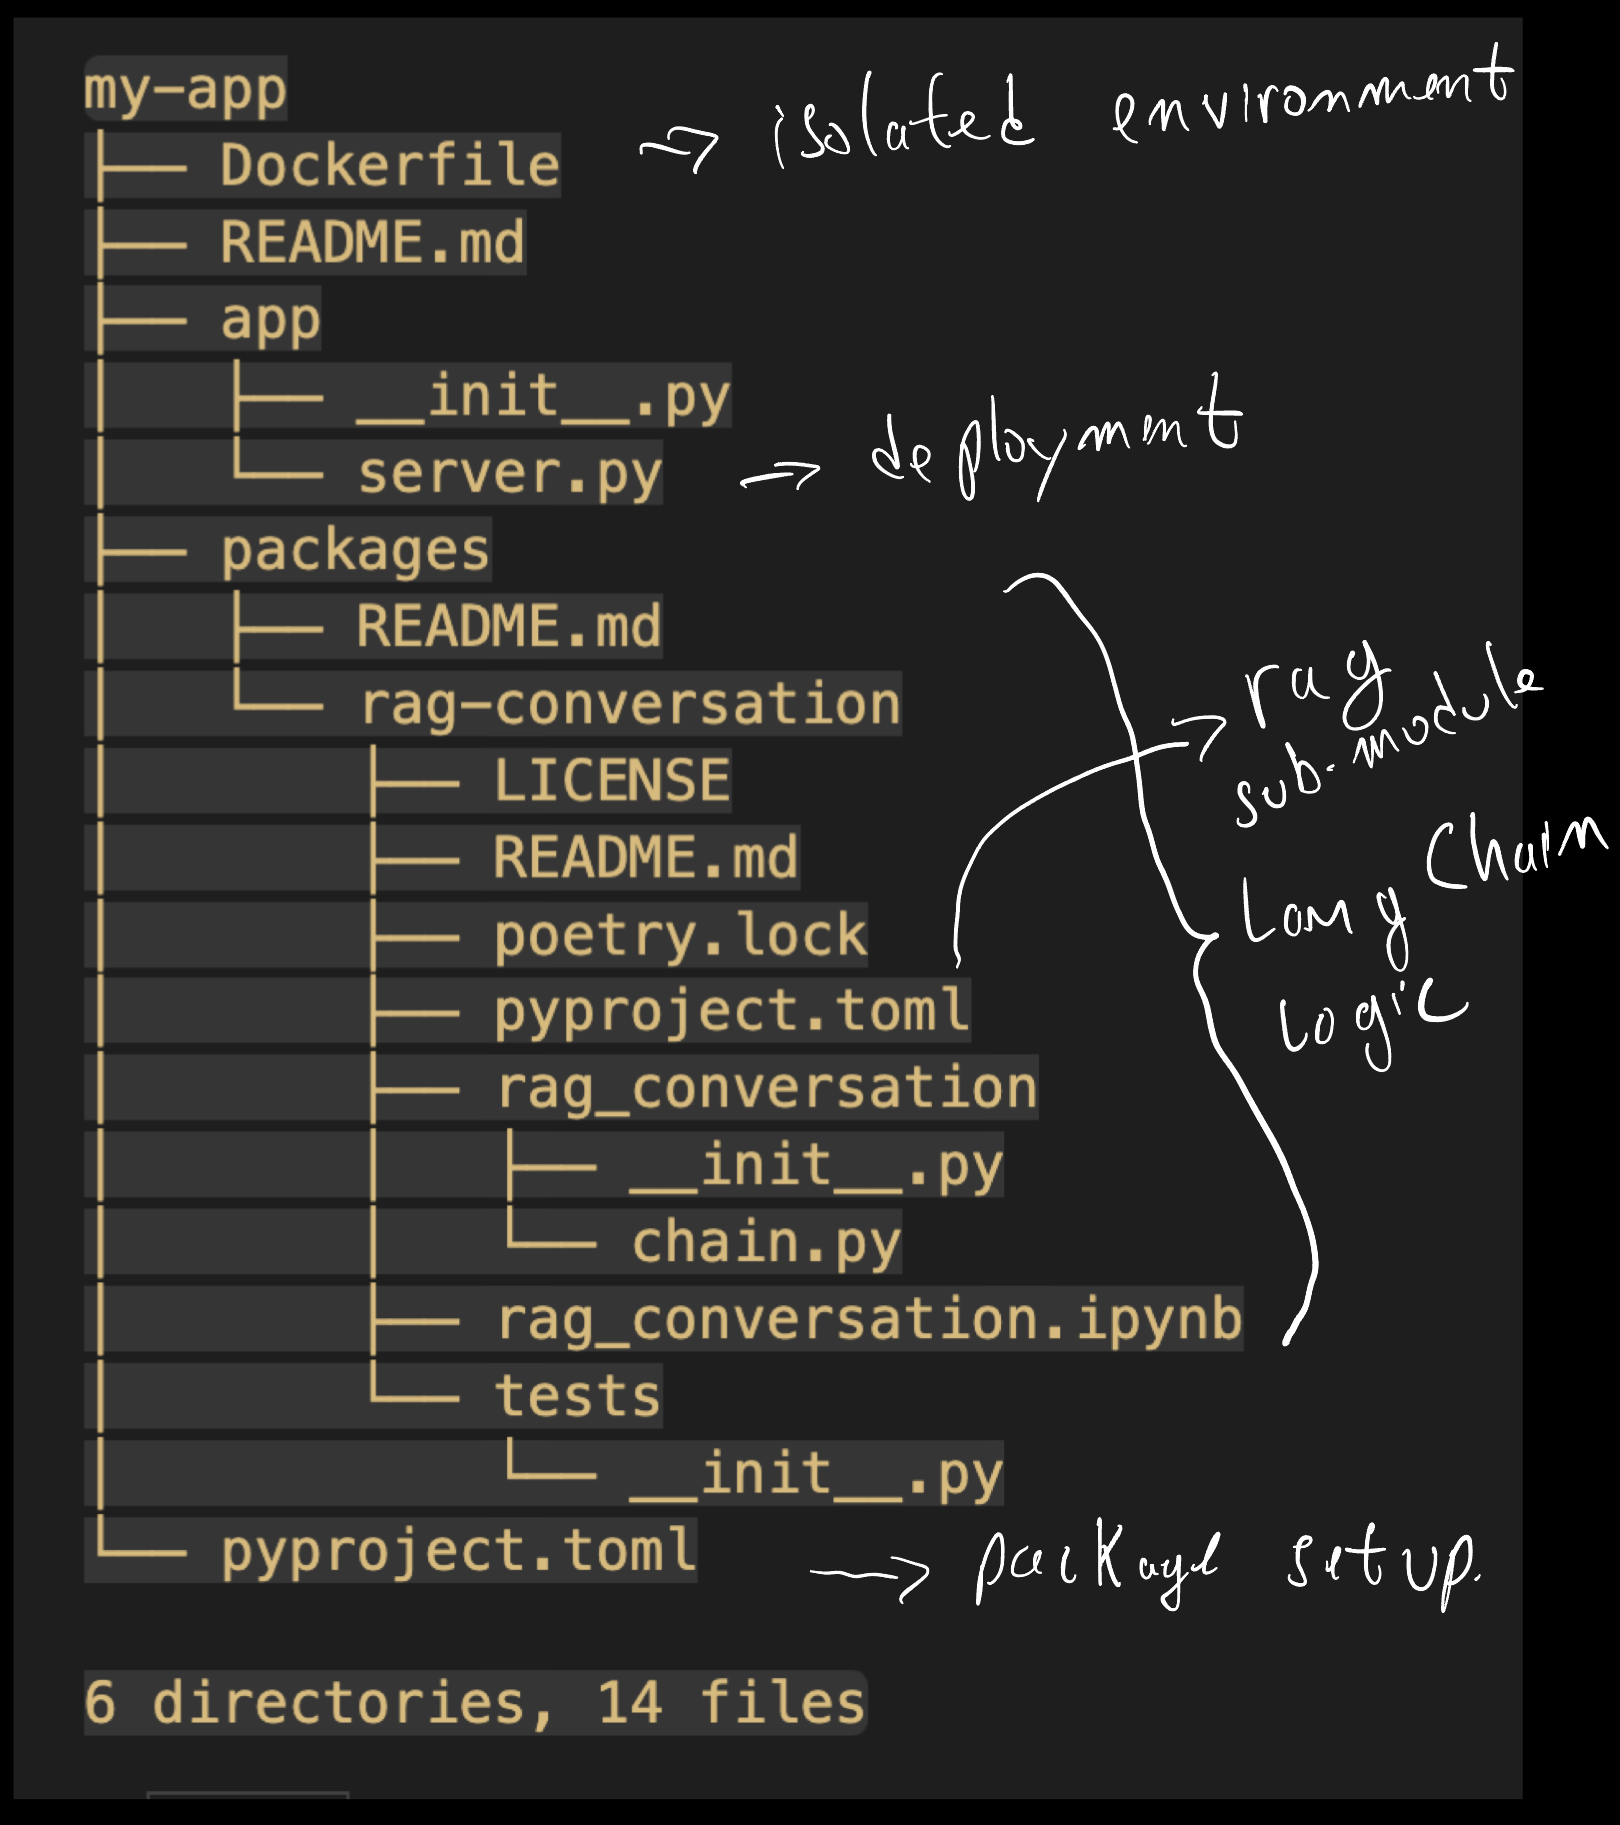 my-app
├── Dockerfile → isolated environment
├── README.md
├── app
│   ├── __init__.py
│   └── server.py → deployment
├── packages
│   ├── README.md
│   └── rag-conversation
│       ├── LICENSE
│       ├── README.md
│       ├── poetry.lock
│       ├── pyproject.toml
│       ├── rag_conversation
│       │   ├── __init__.py
│       │   └── chain.py
│       ├── rag_conversation.ipynb
│       └── tests
│           └── __init__.py
└── pyproject.toml → package setup.
→ rag
sub-module
Lang Chain
Logic
6 directories, 14 files